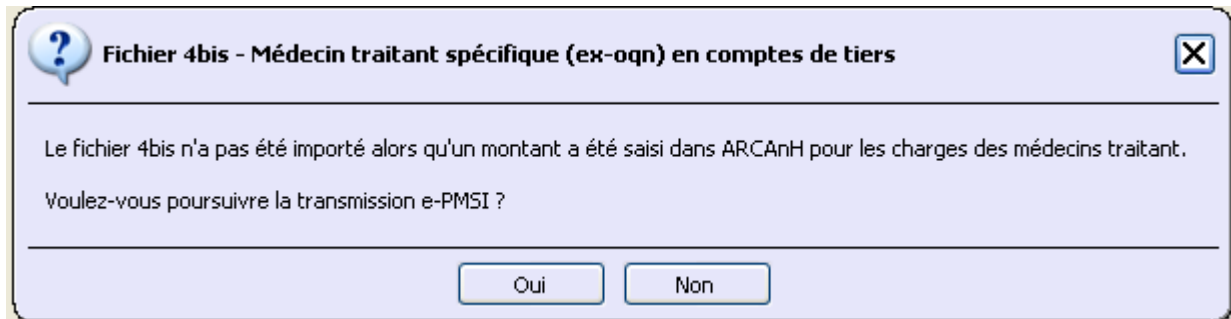 Fichier 4bis - Médecin traitant spécifique (ex-oqn) en comptes de tiers
Le fichier 4bis n'a pas été importé alors qu'un montant a été saisi dans ARCAnH pour les charges des médecins traitant.
Voulez-vous poursuivre la transmission e-PMSI ?
Oui
Non